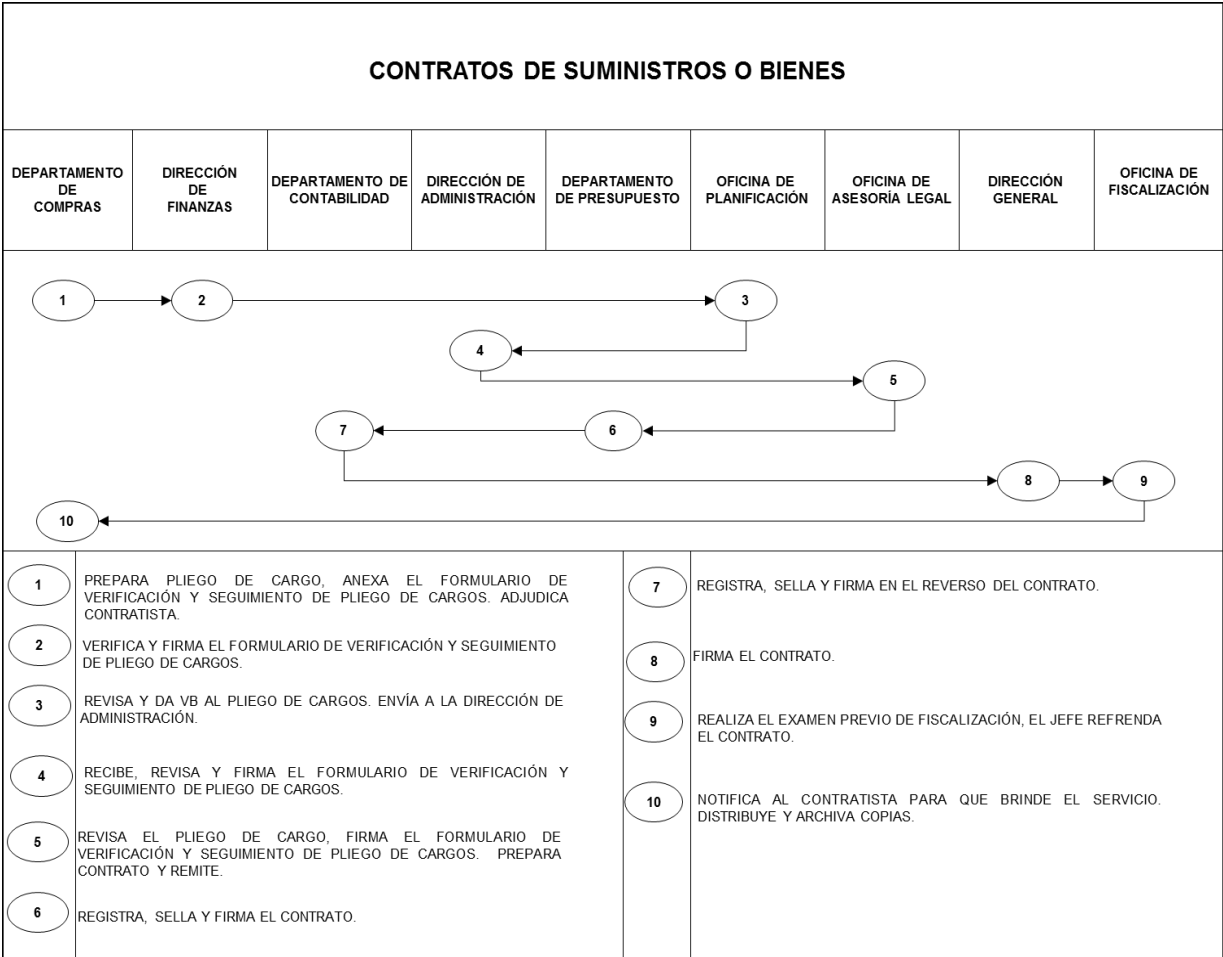 CONTRATOS DE SUMINISTROS O BIENES
DEPARTAMENTO
DE
COMPRAS
DIRECCIÓN
DE
FINANZAS
DEPARTAMENTO DE
CONTABILIDAD
DIRECCIÓN DE
ADMINISTRACIÓN
DEPARTAMENTO
DE PRESUPUESTO
OFICINA DE
PLANIFICACIÓN
OFICINA DE
ASESORÍA LEGAL
DIRECCIÓN
GENERAL
OFICINA DE
FISCALIZACIÓN
1
2
3
4
5
7
6
8
9
10
1
PREPARA PLIEGO DE CARGO, ANEXA EL FORMULARIO DE
VERIFICACIÓN Y SEGUIMIENTO DE PLIEGO DE CARGOS. ADJUDICA
CONTRATISTA.
2
VERIFICA Y FIRMA EL FORMULARIO DE VERIFICACIÓN Y SEGUIMIENTO
DE PLIEGO DE CARGOS.
3
REVISA Y DA VB AL PLIEGO DE CARGOS. ENVÍA A LA DIRECCIÓN DE
ADMINISTRACIÓN.
4
RECIBE, REVISA Y FIRMA EL FORMULARIO DE VERIFICACIÓN Y
SEGUIMIENTO DE PLIEGO DE CARGOS.
5
REVISA EL PLIEGO DE CARGO, FIRMA EL FORMULARIO DE
VERIFICACIÓN Y SEGUIMIENTO DE PLIEGO DE CARGOS. PREPARA
CONTRATO Y REMITE.
6
REGISTRA, SELLA Y FIRMA EL CONTRATO.
7
REGISTRA, SELLA Y FIRMA EN EL REVERSO DEL CONTRATO.
8
FIRMA EL CONTRATO.
9
REALIZA EL EXAMEN PREVIO DE FISCALIZACIÓN, EL JEFE REFRENDA
EL CONTRATO.
10
NOTIFICA AL CONTRATISTA PARA QUE BRINDE EL SERVICIO.
DISTRIBUYE Y ARCHIVA COPIAS.